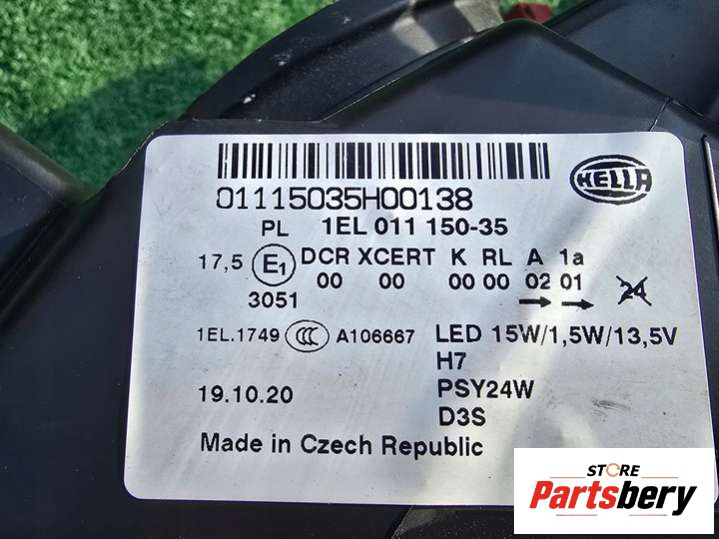 01115035H00138
HELLA
PL 1EL 011 150-35
17,5 E1 DCR XCERT K RL A 1a
3051 00 00 00 00 02 01 24
1EL.1749 CCC A106667 LED 15W/1,5W/13,5V
H7
19.10.20 PSY24W
D3S
Made in Czech Republic
STORE
Partsbery